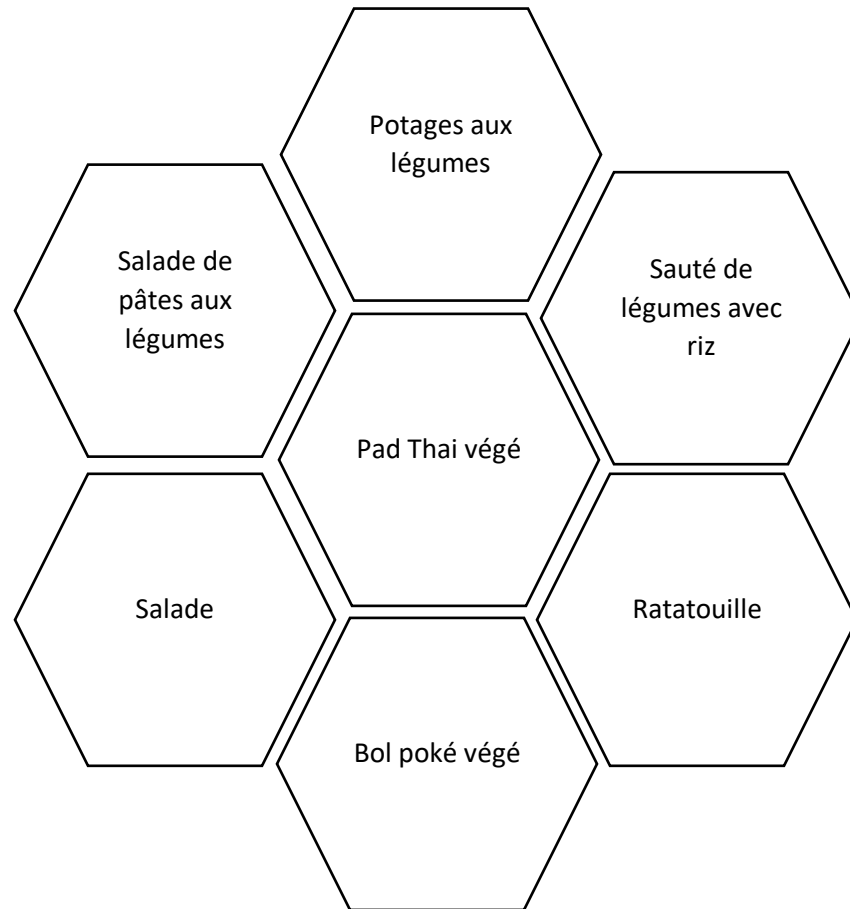 Potages aux
légumes
Salade de
pâtes aux
légumes
Sauté de
légumes avec
riz
Pad Thai végé
Salade
Ratatouille
Bol poké végé